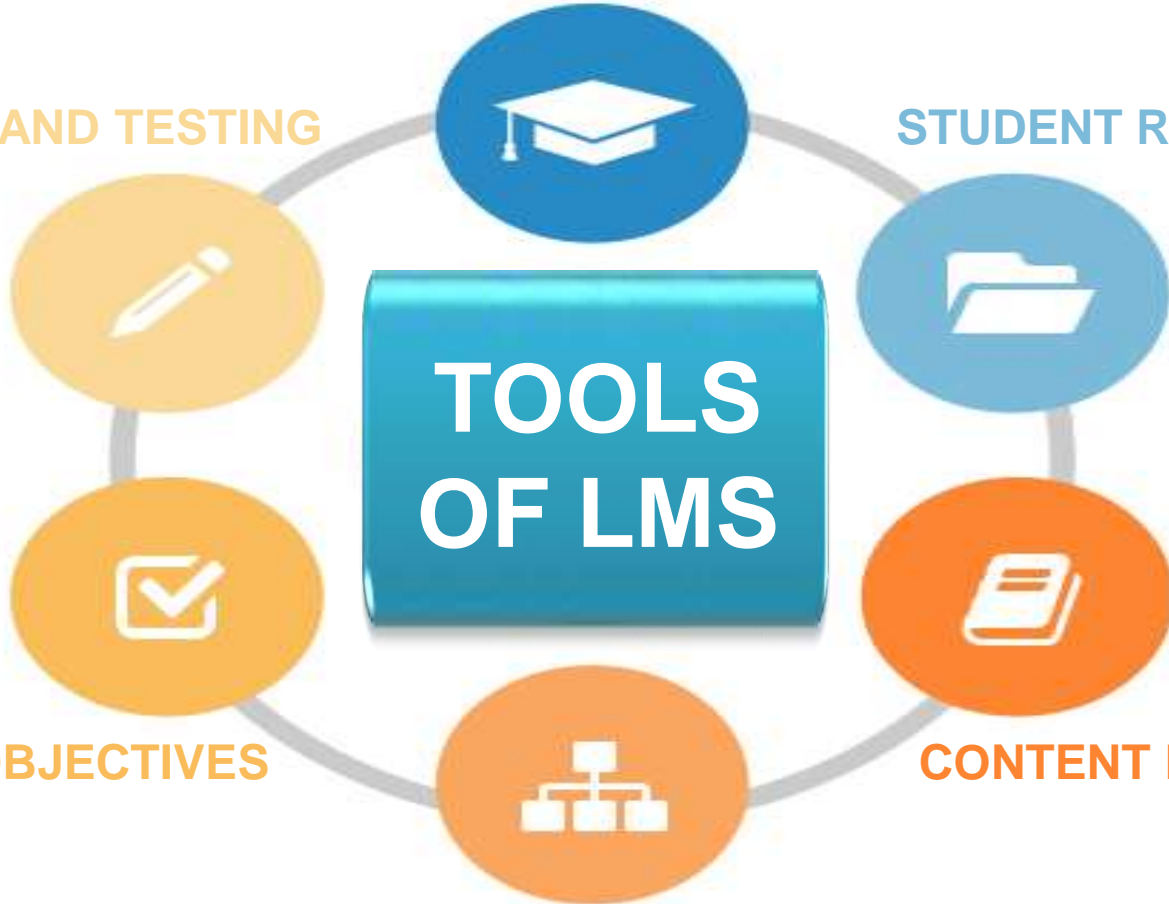 AND TESTING
STUDENT R
TOOLS
OF LMS
BJECTIVES
CONTENT